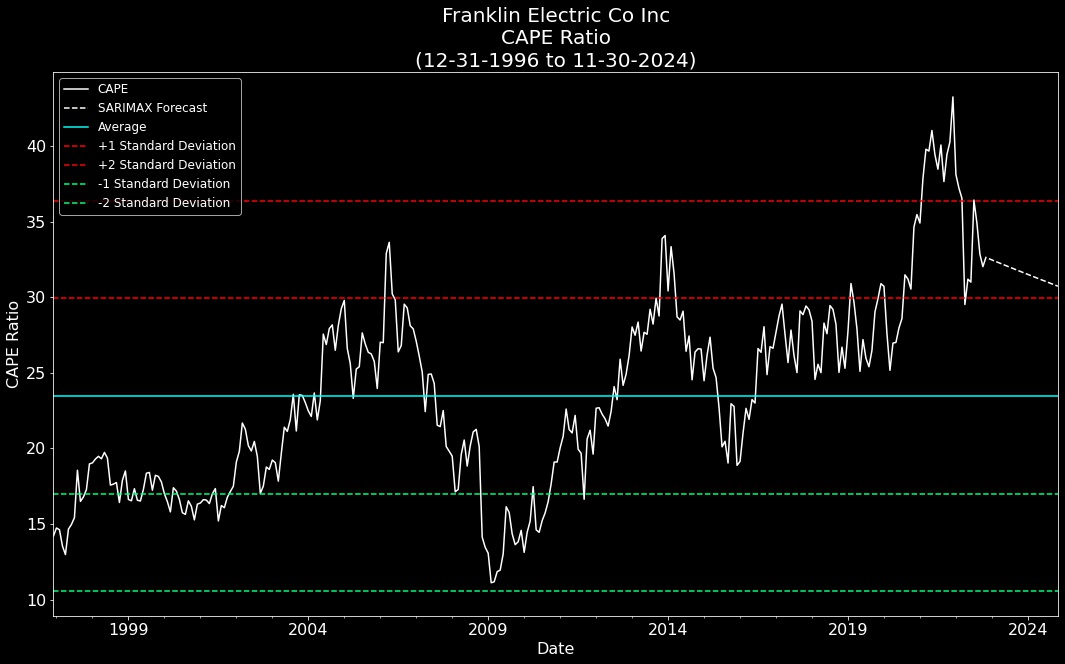 Franklin Electric Co Inc
CAPE Ratio
(12-31-1996 to 11-30-2024)
CAPE
SARIMAX Forecast
Average
+1 Standard Deviation
+2 Standard Deviation
-1 Standard Deviation
-2 Standard Deviation
CAPE Ratio
40
35
30
25
20
15
10
1999 2004 2009 2014 2019 2024
Date